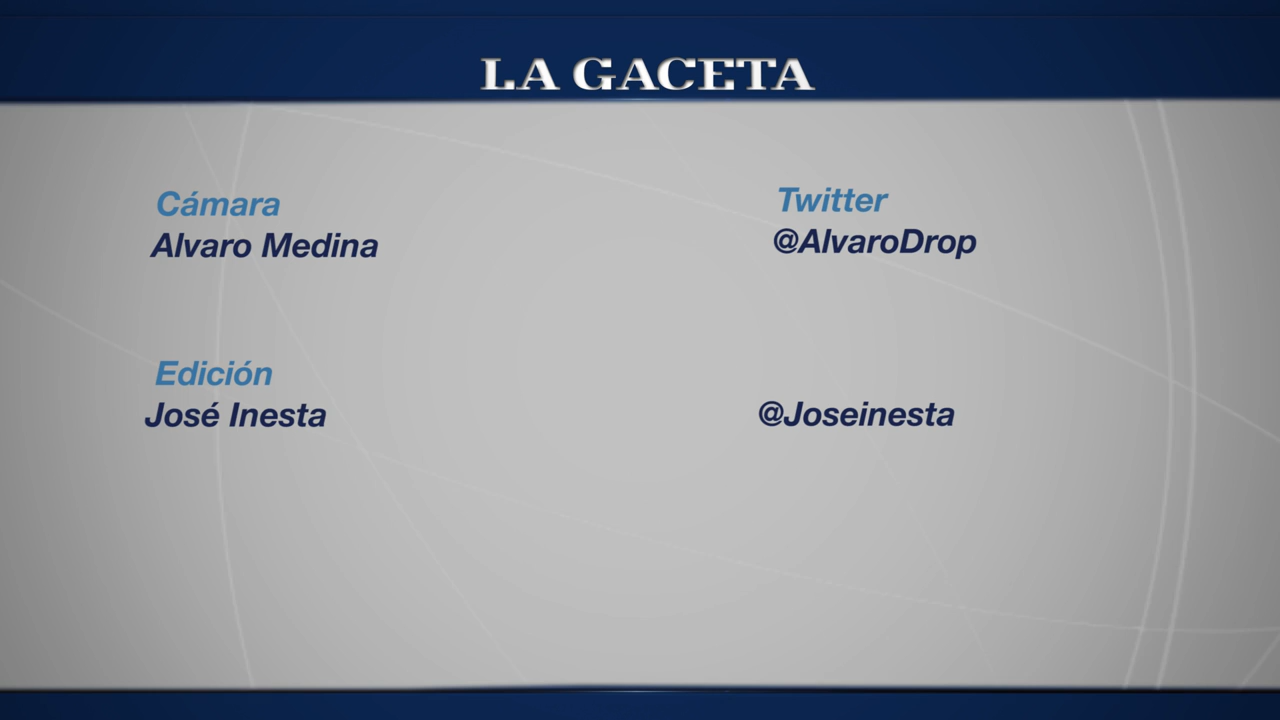 LA GACETA
Cámara
Alvaro Medina
Twitter
@AlvaroDrop
Edición
José Inesta
@Joseinesta